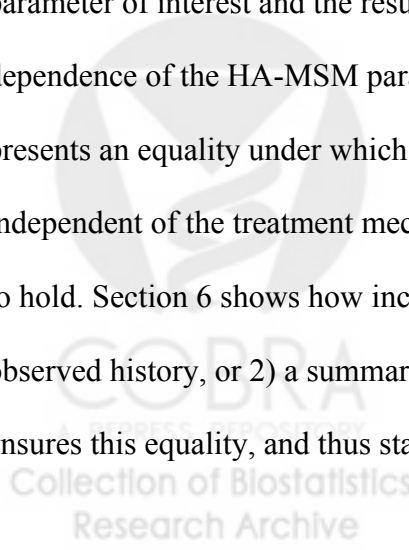 parameter of interest and the resu
dependence of the HA-MSM para
presents an equality under which
independent of the treatment mec
to hold. Section 6 shows how inc
observed history, or 2) a summar
COBRA
A BEPRESS REPOSITORY
ensures this equality, and thus sta
Collection of Biostatistics
Research Archive